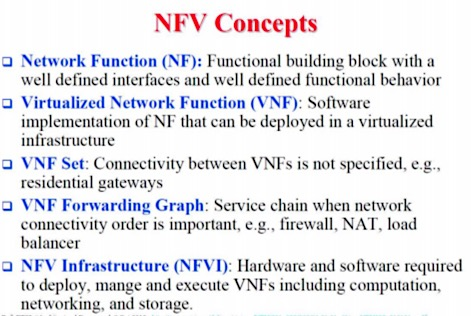 NFV Concepts
Network Function (NF): Functional building block with a
well defined interfaces and well defined functional behavior
Virtualized Network Function (VNF): Software
implementation of NF that can be deployed in a virtualized
infrastructure
VNF Set: Connectivity between VNFs is not specified, e.g.,
residential gateways
VNF Forwarding Graph: Service chain when network
connectivity order is important, e.g., firewall, NAT, load
balancer
NFV Infrastructure (NFVI): Hardware and software required
to deploy, mange and execute VNFs including computation,
networking, and storage.